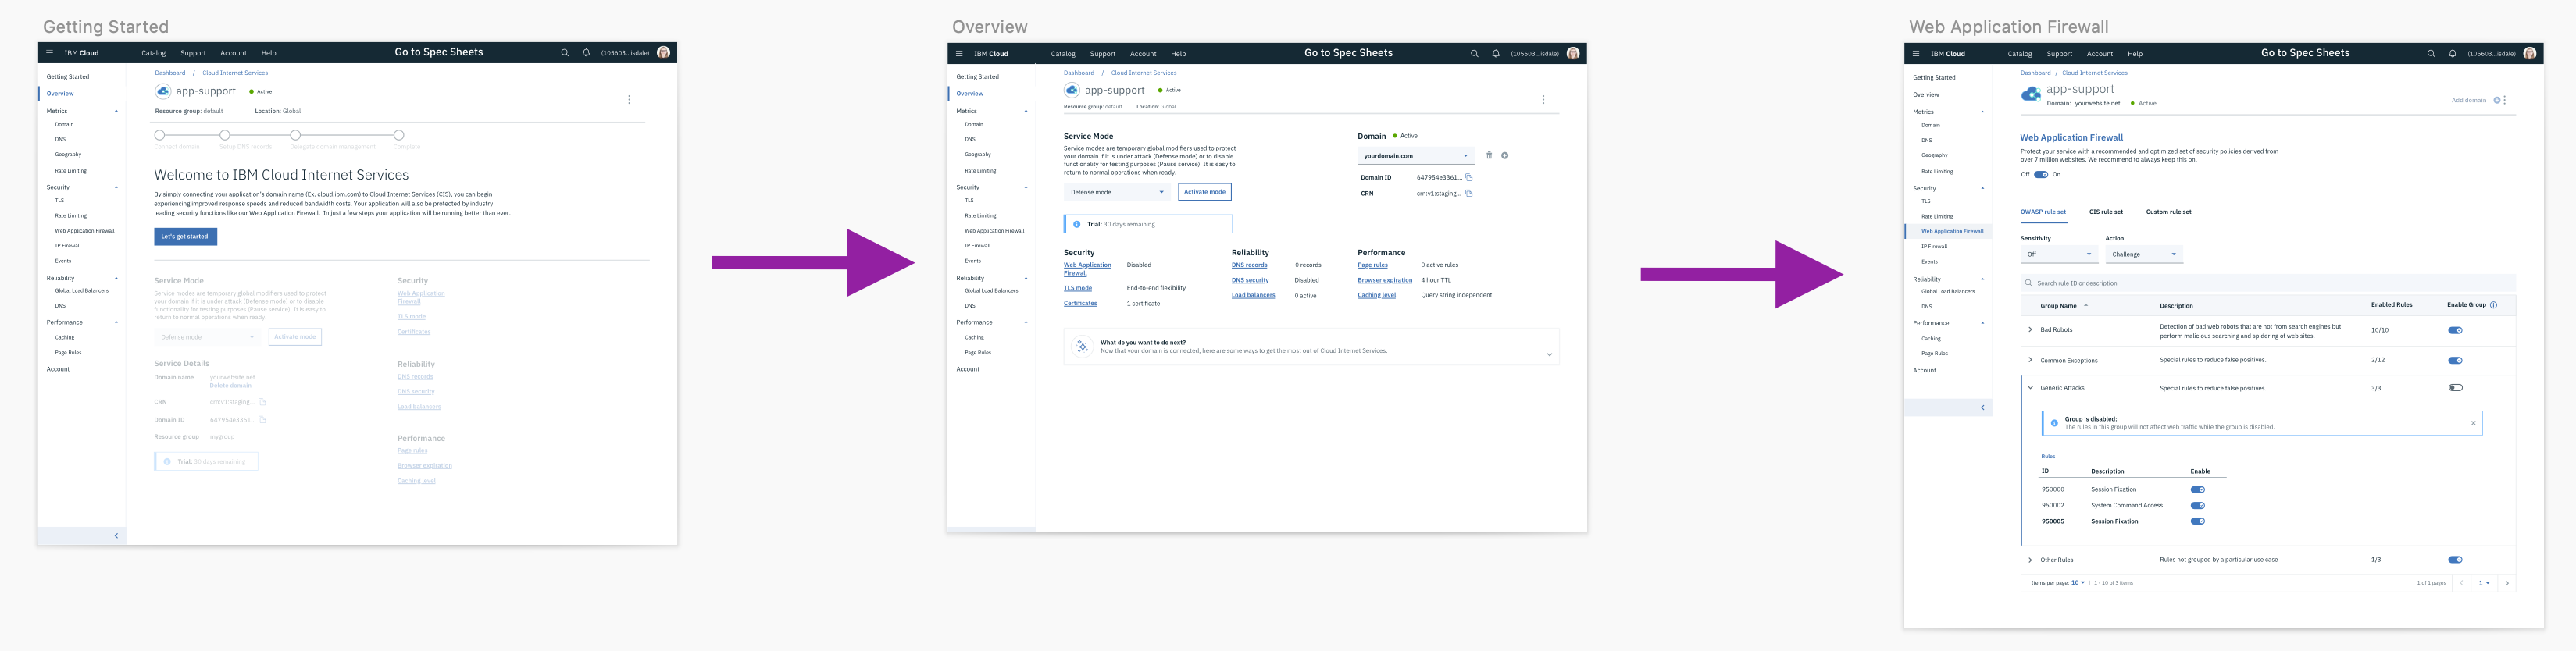 Getting Started
IBM Cloud Catalog Support Account Help Go to Spec Sheets (105603...isdale)
Getting Started
Overview
Metrics
Domain
DNS
Geography
Rate Limiting
Security
TLS
Rate Limiting
Web Application Firewall
IP Firewall
Events
Reliability
Global Load Balancers
DNS
Performance
Caching
Page Rules
Account
Dashboard / Cloud Internet Services
app-support Active
Resource group: default Location: Global
Connect domain Setup DNS records Delegate domain management Complete
Welcome to IBM Cloud Internet Services
By simply connecting your application's domain name (Ex. cloud.ibm.com) to Cloud Internet Services (CIS), you can begin
experiencing improved response speeds and reduced bandwidth costs. Your application will also be protected by industry
leading security functions like our Web Application Firewall. In just a few steps your application will be running better than ever.
Let's get started
Service Mode
Service modes are temporary global modifiers used to protect
your domain if it is under attack (Defense mode) or to disable
functionality for testing purposes (Pause service). It is easy to
return to normal operations when ready.
Defense mode Activate mode
Service Details
Domain name yourwebsite.net
Delete domain
CRN crn:v1:staging...
Domain ID 647954e3361...
Resource group mygroup
Trial: 30 days remaining
Security
Web Application
Firewall
TLS mode
Certificates
Reliability
DNS records
DNS security
Load balancers
Performance
Page rules
Browser expiration
Caching level
Overview
IBM Cloud Catalog Support Account Help Go to Spec Sheets (105603...isdale)
Getting Started
Overview
Metrics
Domain
DNS
Geography
Rate Limiting
Security
TLS
Rate Limiting
Web Application Firewall
IP Firewall
Events
Reliability
Global Load Balancers
DNS
Performance
Caching
Page Rules
Account
Dashboard / Cloud Internet Services
app-support Active
Resource group: default Location: Global
Service Mode
Service modes are temporary global modifiers used to protect
your domain if it is under attack (Defense mode) or to disable
functionality for testing purposes (Pause service). It is easy to
return to normal operations when ready.
Defense mode Activate mode
Domain Active
yourdomain.com
Domain ID 647954e3361...
CRN crn:v1:staging...
Trial: 30 days remaining
Security
Web Application
Firewall Disabled
TLS mode End-to-end flexibility
Certificates 1 certificate
Reliability
DNS records 0 records
DNS security Disabled
Load balancers 0 active
Performance
Page rules 0 active rules
Browser expiration 4 hour TTL
Caching level Query string independent
What do you want to do next?
Now that your domain is connected, here are some ways to get the most out of Cloud Internet Services.
Web Application Firewall
IBM Cloud Catalog Support Account Help Go to Spec Sheets (105603...isdale)
Getting Started
Overview
Metrics
Domain
DNS
Geography
Rate Limiting
Security
TLS
Rate Limiting
Web Application Firewall
IP Firewall
Events
Reliability
Global Load Balancers
DNS
Performance
Caching
Page Rules
Account
Dashboard / Cloud Internet Services
app-support
Domain: yourwebsite.net Active
Add domain
Web Application Firewall
Protect your service with a recommended and optimized set of security policies derived from
over 7 million websites. We recommend to always keep this on.
Off On
OWASP rule set CIS rule set Custom rule set
Sensitivity Action
Off Challenge
Search rule ID or description
Group Name Description Enabled Rules Enable Group
Bad Robots Detection of bad web robots that are not from search engines but
perform malicious searching and spidering of web sites. 10/10
Common Exceptions Special rules to reduce false positives. 2/12
Generic Attacks Special rules to reduce false positives. 3/3
Group is disabled:
The rules in this group will not affect web traffic while the group is disabled.
Rules
ID Description Enable
950000 Session Fixation
950002 System Command Access
950005 Session Fixation
Other Rules Rules not grouped by a particular use case 1/3
Items per page: 10 | 1 - 10 of 3 items 1 of 1 pages 1